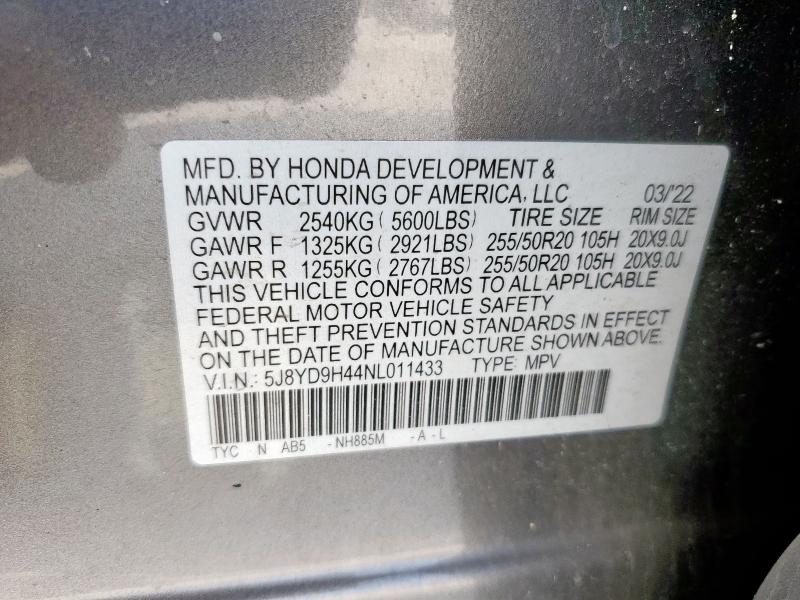 MFD. BY HONDA DEVELOPMENT &
MANUFACTURING OF AMERICA, LLC 03/'22
GVWR 2540KG ( 5600LBS) TIRE SIZE RIM SIZE
GAWR F 1325KG ( 2921LBS) 255/50R20 105H 20X9.0J
GAWR R 1255KG ( 2767LBS) 255/50R20 105H 20X9.0J
THIS VEHICLE CONFORMS TO ALL APPLICABLE
FEDERAL MOTOR VEHICLE SAFETY
AND THEFT PREVENTION STANDARDS IN EFFECT
ON THE DATE OF MANUFACTURE SHOWN ABOVE.
V.I.N.: 5J8YD9H44NL011433 TYPE: MPV
TYC N AB5 -NH885M -A-L